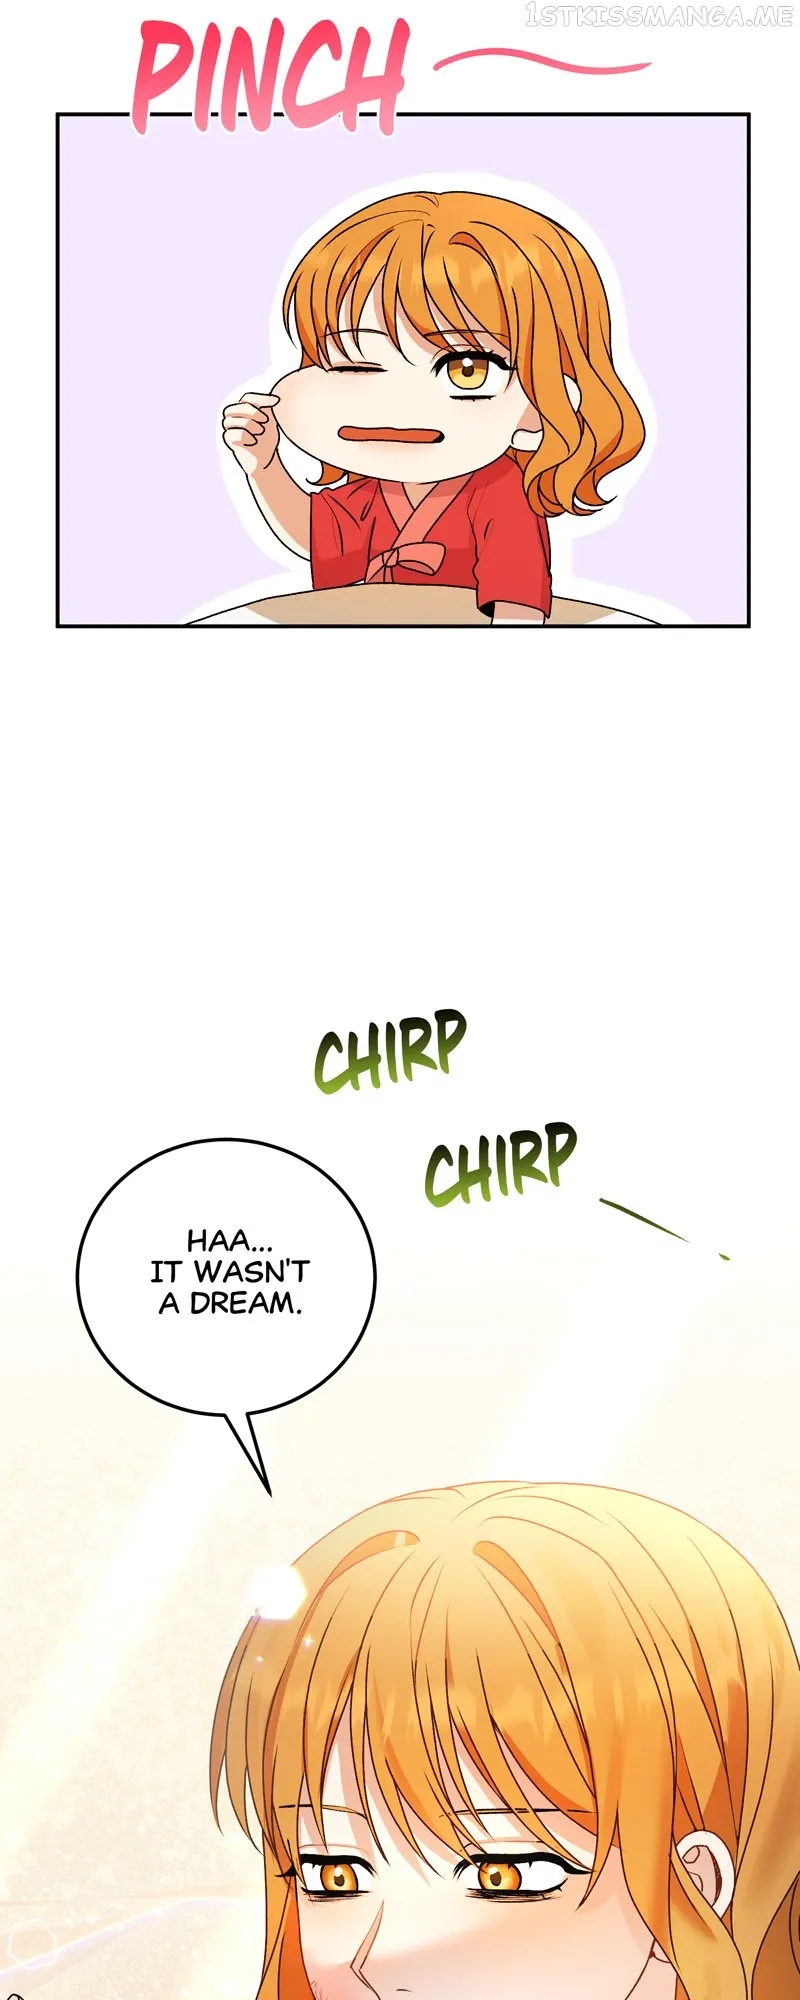 1STKISSMANGA.ME
PINCH
CHIRP
CHIRP
HAA...
IT WASN'T
A DREAM.